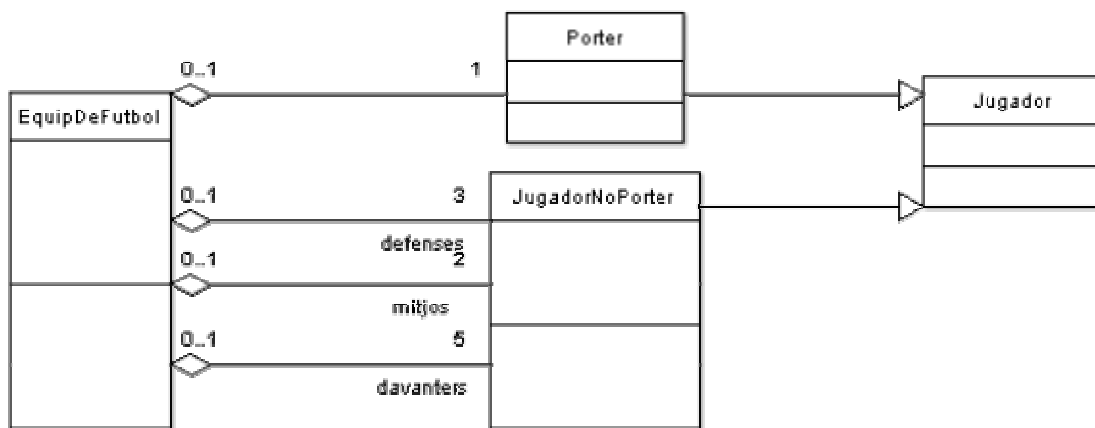 Porter
0..1
1
Jugador
EquipDeFutbol
0..1
3
JugadorNoPorter
defenses
0..1
2
mitjos
0..1
5
davanters